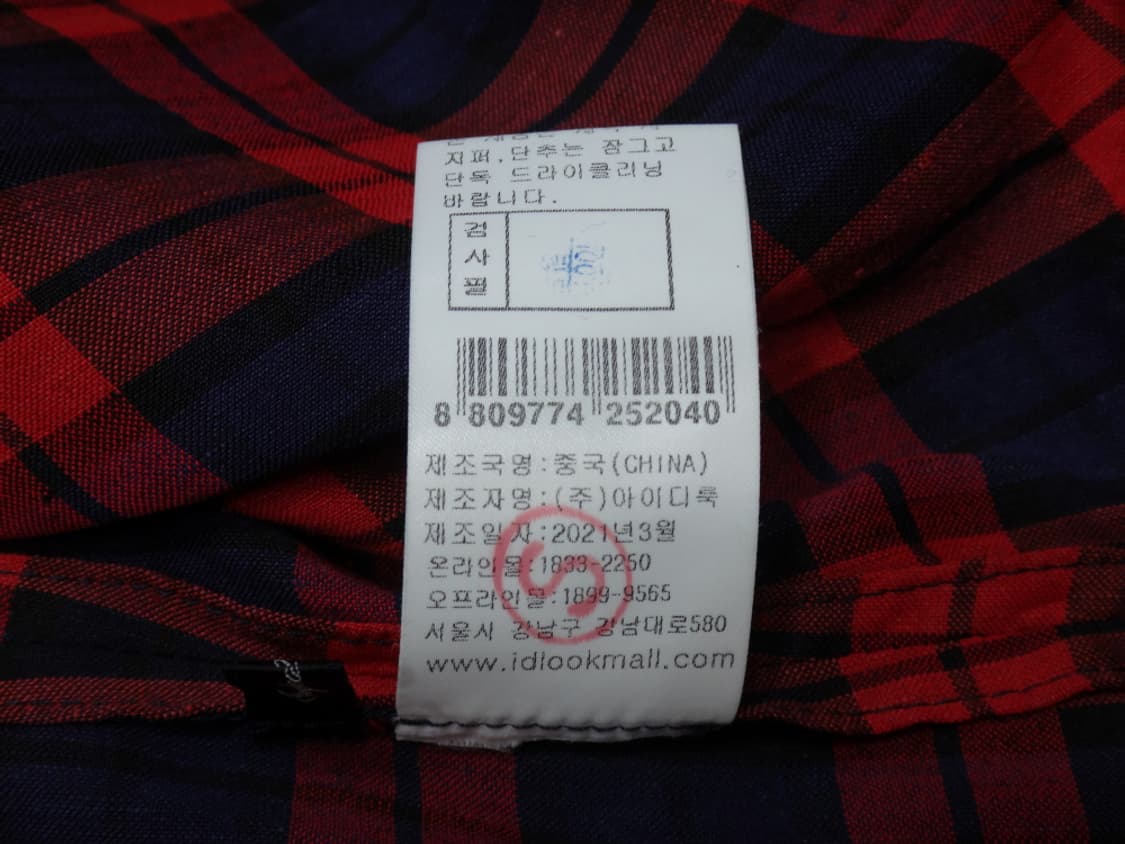 지퍼,단추는 잠그고
단독 드라이클리닝
바랍니다.
검
사
필
8 809774 252040
제조국명:중국(CHINA)
제조자명:(주)아이디룩
제조일자:2021년3월
온라인몰:1833-2250
오프라인몰:1899-9565
서울시 강남구 강남대로580
www.idlookmall.com
S